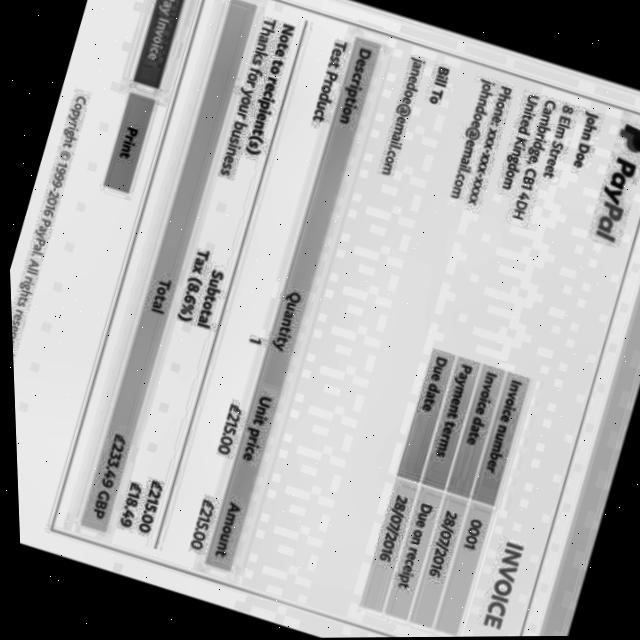 PayPal
INVOICE
John Doe
8 Elm Street
Cambridge, CB1 4DH
United Kingdom
Phone: xxx-xxx-xxxx
johndoe@email.com
Invoice number 0001
Invoice date 28/07/2016
Payment terms Due on receipt
Due date 28/07/2016
Bill To
johndoe@email.com
Description Quantity Unit price Amount
Test Product 1 £215.00 £215.00
Subtotal £215.00
Tax (8.6%) £18.49
Note to recipient(s)
Thanks for your business
Total £233.49 GBP
Invoice
Print
Copyright © 1999-2016 PayPal. All rights